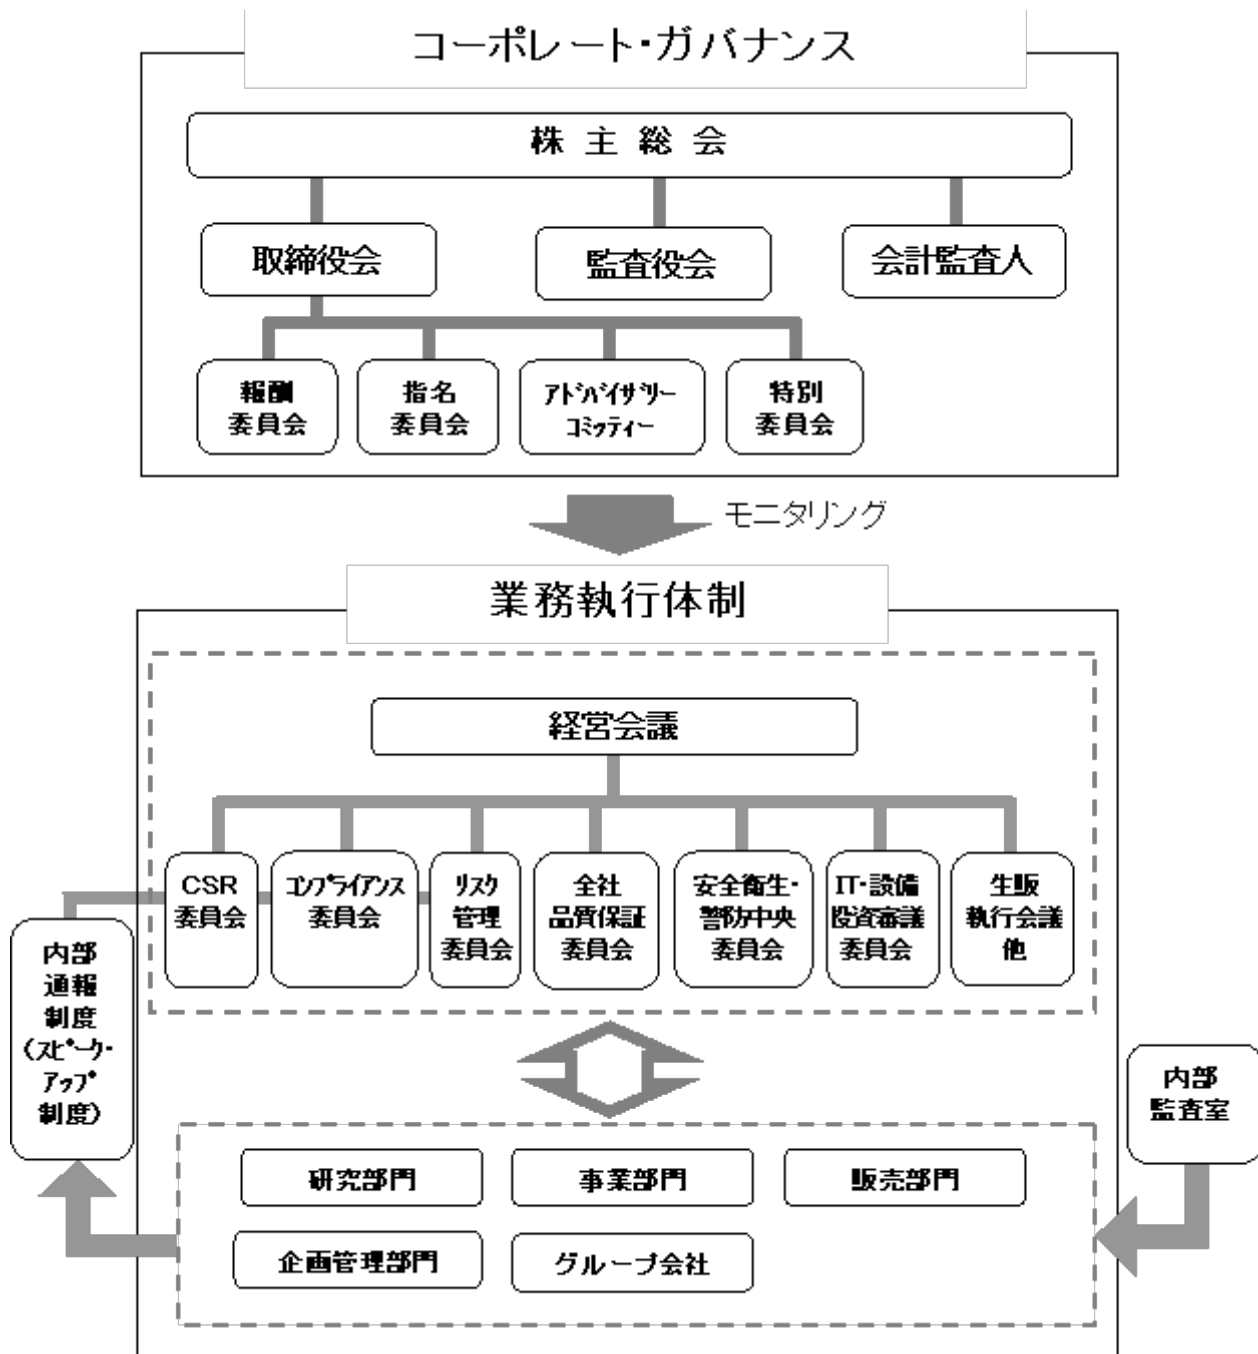 コーポレート・ガバナンス
株主総会
取締役会
監査役会
会計監査人
報酬
委員会
指名
委員会
ｱﾄﾞﾊﾞｲｻﾞﾘｰ
ｺﾐｯﾃｨｰ
特別
委員会
モニタリング
業務執行体制
経営会議
CSR
委員会
ｺﾝﾌﾟﾗｲｱﾝｽ
委員会
ﾘｽｸ
管理
委員会
全社
品質保証
委員会
安全衛生・
警防中央
委員会
IT・設備
投資審議
委員会
生販
執行会議
他
内部
通報
制度
(ｽﾋﾟｰｸ・
ｱｯﾌﾟ
制度)
内部
監査室
研究部門
事業部門
販売部門
企画管理部門
グループ会社